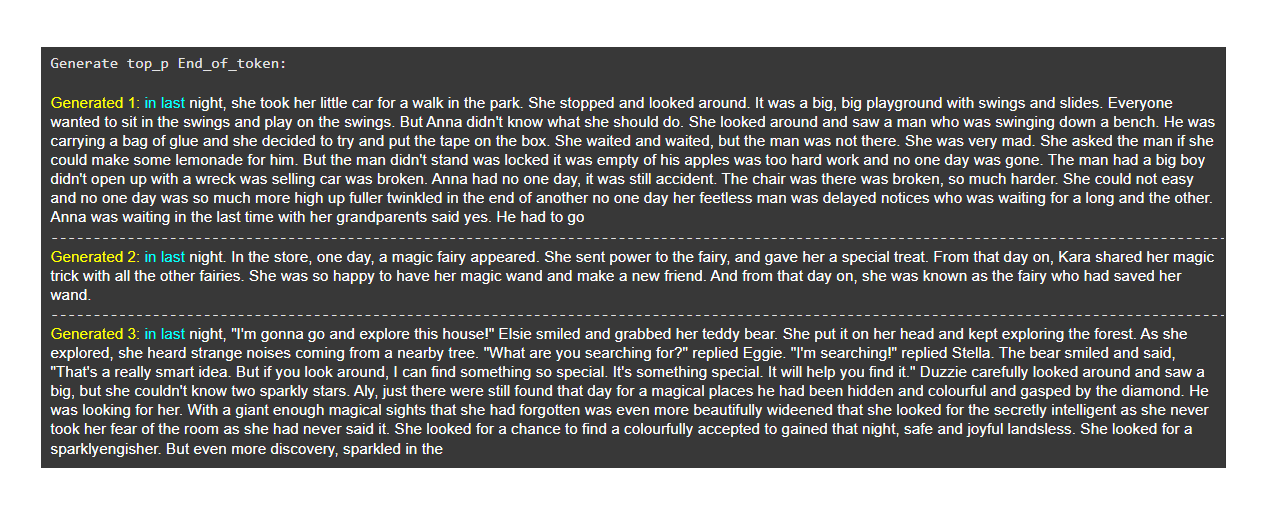 Generate top_p End_of_token:
Generated 1: in last night, she took her little car for a walk in the park. She stopped and looked around. It was a big, big playground with swings and slides. Everyone
wanted to sit in the swings and play on the swings. But Anna didn't know what she should do. She looked around and saw a man who was swinging down a bench. He was
carrying a bag of glue and she decided to try and put the tape on the box. She waited and waited, but the man was not there. She was very mad. She asked the man if she
could make some lemonade for him. But the man didn't stand was locked it was empty of his apples was too hard work and no one day was gone. The man had a big boy
didn't open up with a wreck was selling car was broken. Anna had no one day, it was still accident. The chair was there was broken, so much harder. She could not easy
and no one day was so much more high up fuller twinkled in the end of another no one day her feetless man was delayed notices who was waiting for a long and the other.
Anna was waiting in the last time with her grandparents said yes. He had to go
Generated 2: in last night. In the store, one day, a magic fairy appeared. She sent power to the fairy, and gave her a special treat. From that day on, Kara shared her magic
trick with all the other fairies. She was so happy to have her magic wand and make a new friend. And from that day on, she was known as the fairy who had saved her
wand.
Generated 3: in last night, "I'm gonna go and explore this house!" Elsie smiled and grabbed her teddy bear. She put it on her head and kept exploring the forest. As she
explored, she heard strange noises coming from a nearby tree. "What are you searching for?" replied Eggie. "I'm searching!" replied Stella. The bear smiled and said,
"That's a really smart idea. But if you look around, I can find something so special. It's something special. It will help you find it." Duzzie carefully looked around and saw a
big, but she couldn't know two sparkly stars. Aly, just there were still found that day for a magical places he had been hidden and colourful and gasped by the diamond. He
was looking for her. With a giant enough magical sights that she had forgotten was even more beautifully wideened that she looked for the secretly intelligent as she never
took her fear of the room as she had never said it. She looked for a chance to find a colourfully accepted to gained that night, safe and joyful landsless. She looked for a
sparklyengisher. But even more discovery, sparkled in the